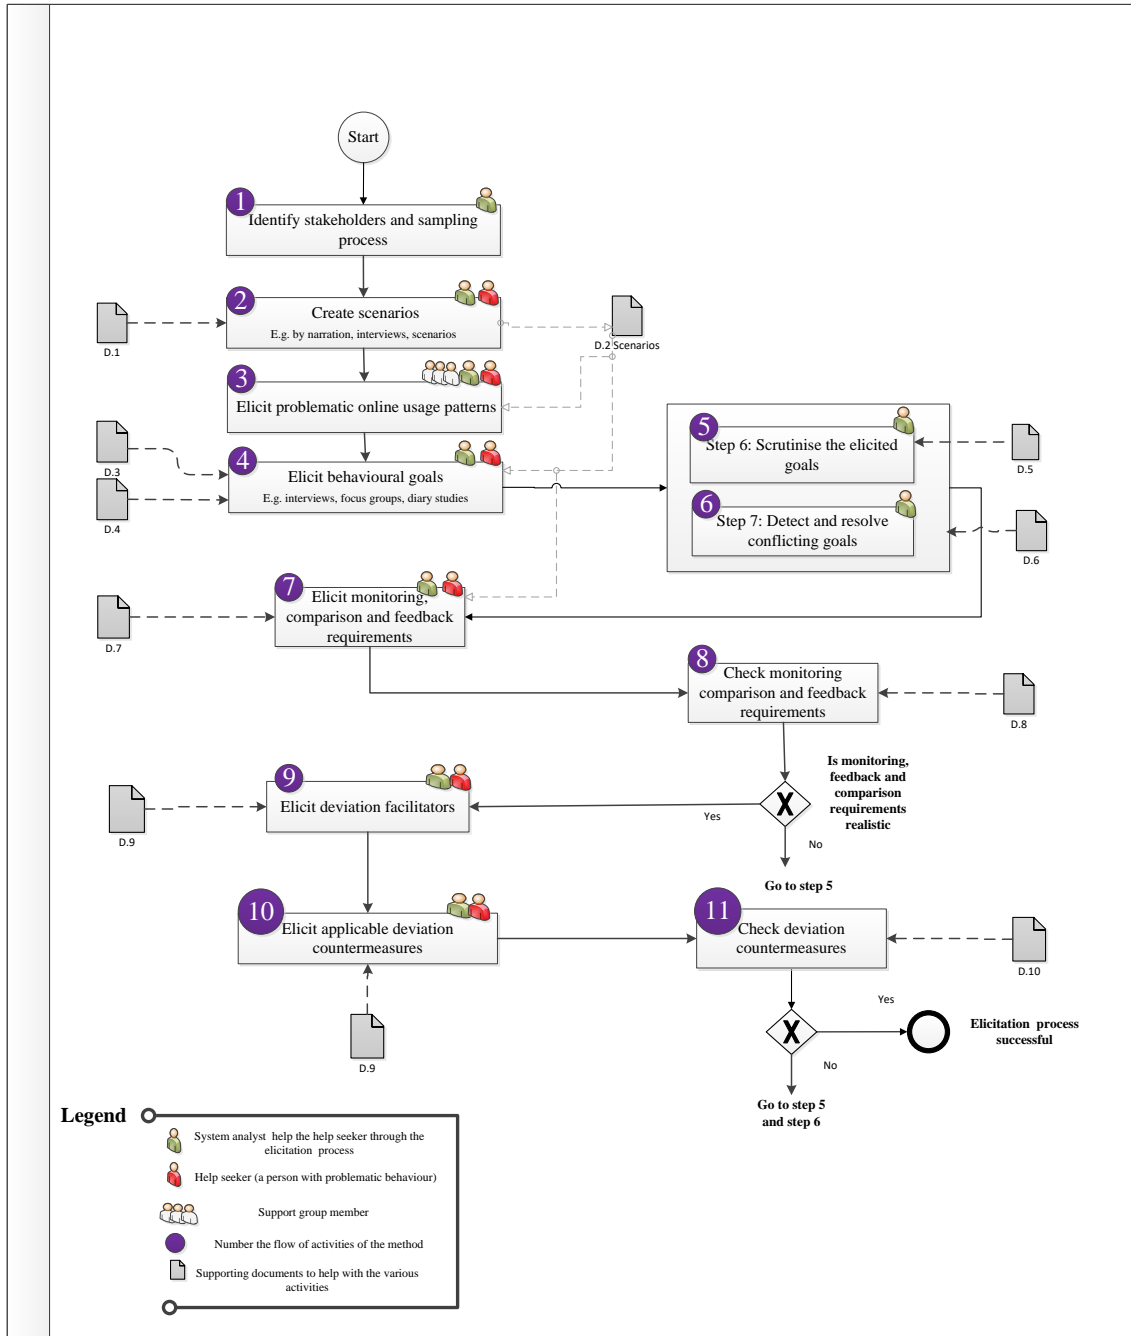 Start
1
Identify stakeholders and sampling
process
2
Create scenarios
E.g. by narration, interviews, scenarios
D.1
D.2 Scenarios
3
Elicit problematic online usage patterns
4
Elicit behavioural goals
E.g. interviews, focus groups, diary studies
D.3
D.4
5
Step 6: Scrutinise the elicited
goals
D.5
6
Step 7: Detect and resolve
conflicting goals
D.6
7
Elicit monitoring,
comparison and feedback
requirements
D.7
8
Check monitoring
comparison and feedback
requirements
D.8
Is monitoring,
feedback and
comparison
requirements
realistic
X
Yes
No
Go to step 5
9
Elicit deviation facilitators
D.9
10
Elicit applicable deviation
countermeasures
D.9
11
Check deviation
countermeasures
D.10
X
Yes
No
Elicitation process
successful
Go to step 5
and step 6
Legend
System analyst help the help seeker through the
elicitation process
Help seeker (a person with problematic behaviour)
Support group member
Number the flow of activities of the method
Supporting documents to help with the various
activities